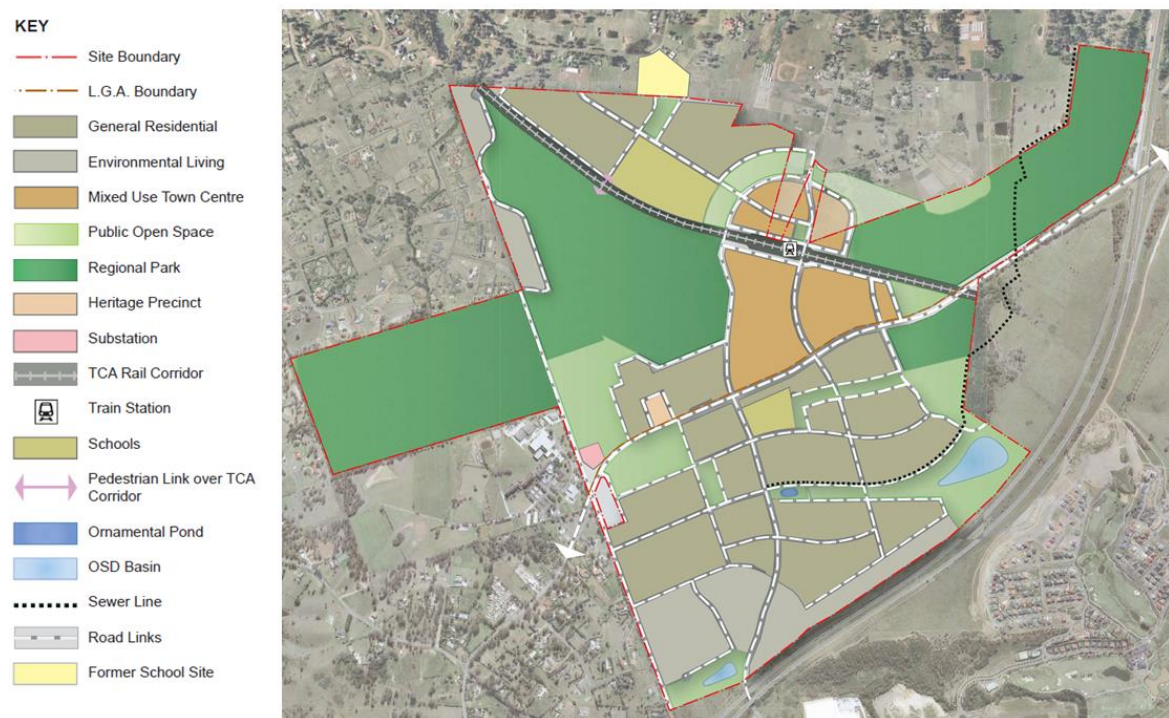 KEY
Site Boundary
L.G.A. Boundary
General Residential
Environmental Living
Mixed Use Town Centre
Public Open Space
Regional Park
Heritage Precinct
Substation
TCA Rail Corridor
Train Station
Schools
Pedestrian Link over TCA
Corridor
Ornamental Pond
OSD Basin
Sewer Line
Road Links
Former School Site